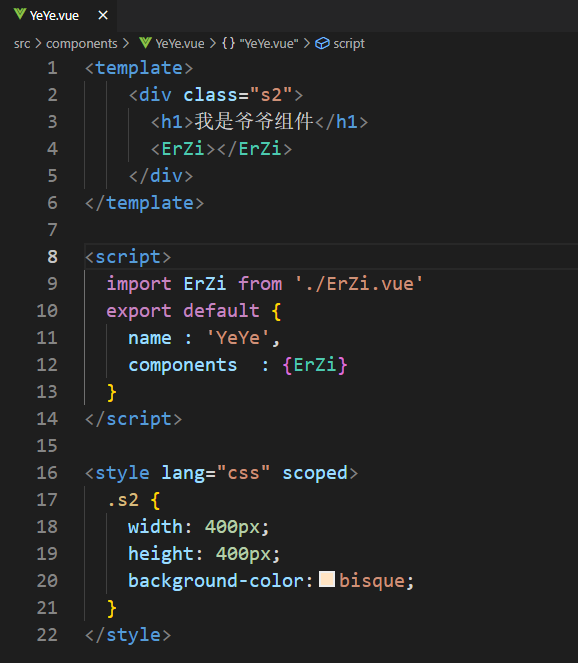 YeYe.vue ×
src > components > YeYe.vue > {} "YeYe.vue" > script
1 <template>
2 <div class="s2">
3 <h1>我是爷爷组件</h1>
4 <ErZi></ErZi>
5 </div>
6 </template>
7
8 <script>
9 import ErZi from './ErZi.vue'
10 export default {
11 name : 'YeYe',
12 components  : {ErZi}
13 }
14 </script>
15
16 <style lang="css" scoped>
17 .s2 {
18 width: 400px;
19 height: 400px;
20 background-color: bisque;
21 }
22 </style>